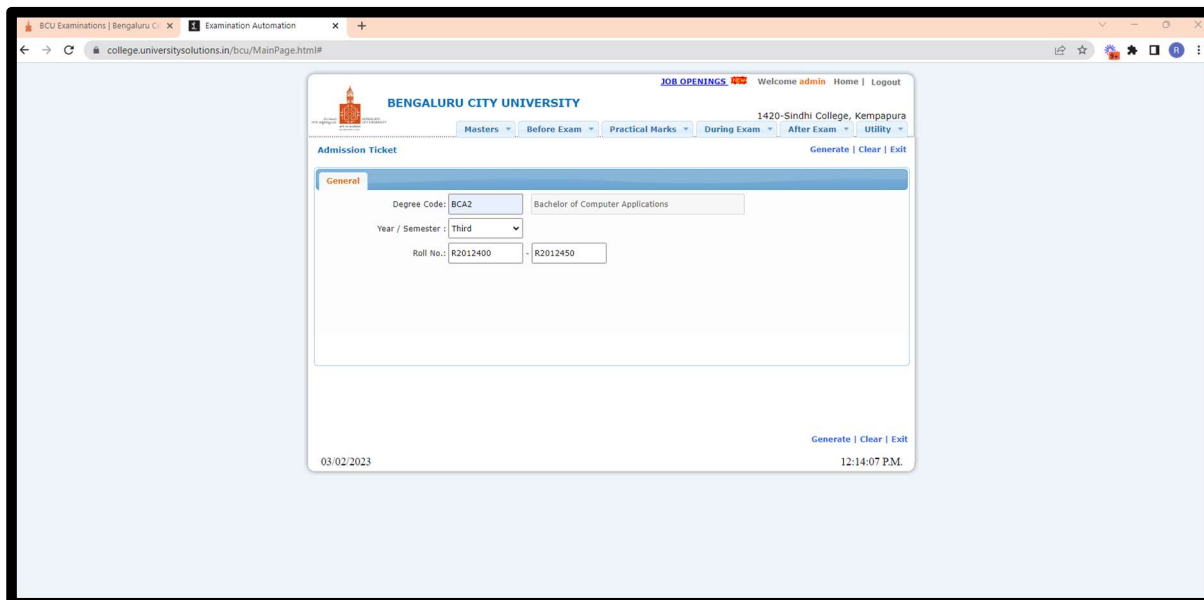 BCU Examinations | Bengaluru Ci
Examination Automation
college.universitysolutions.in/bcu/MainPage.html#
R
JOB OPENINGS Welcome admin Home | Logout
BENGALURU CITY UNIVERSITY
1420-Sindhi College, Kempapura
Masters Before Exam Practical Marks During Exam After Exam Utility
Admission Ticket Generate | Clear | Exit
General
Degree Code: BCA2 Bachelor of Computer Applications
Year / Semester : Third
Roll No.: R2012400 - R2012450
Generate | Clear | Exit
03/02/2023 12:14:07 P.M.